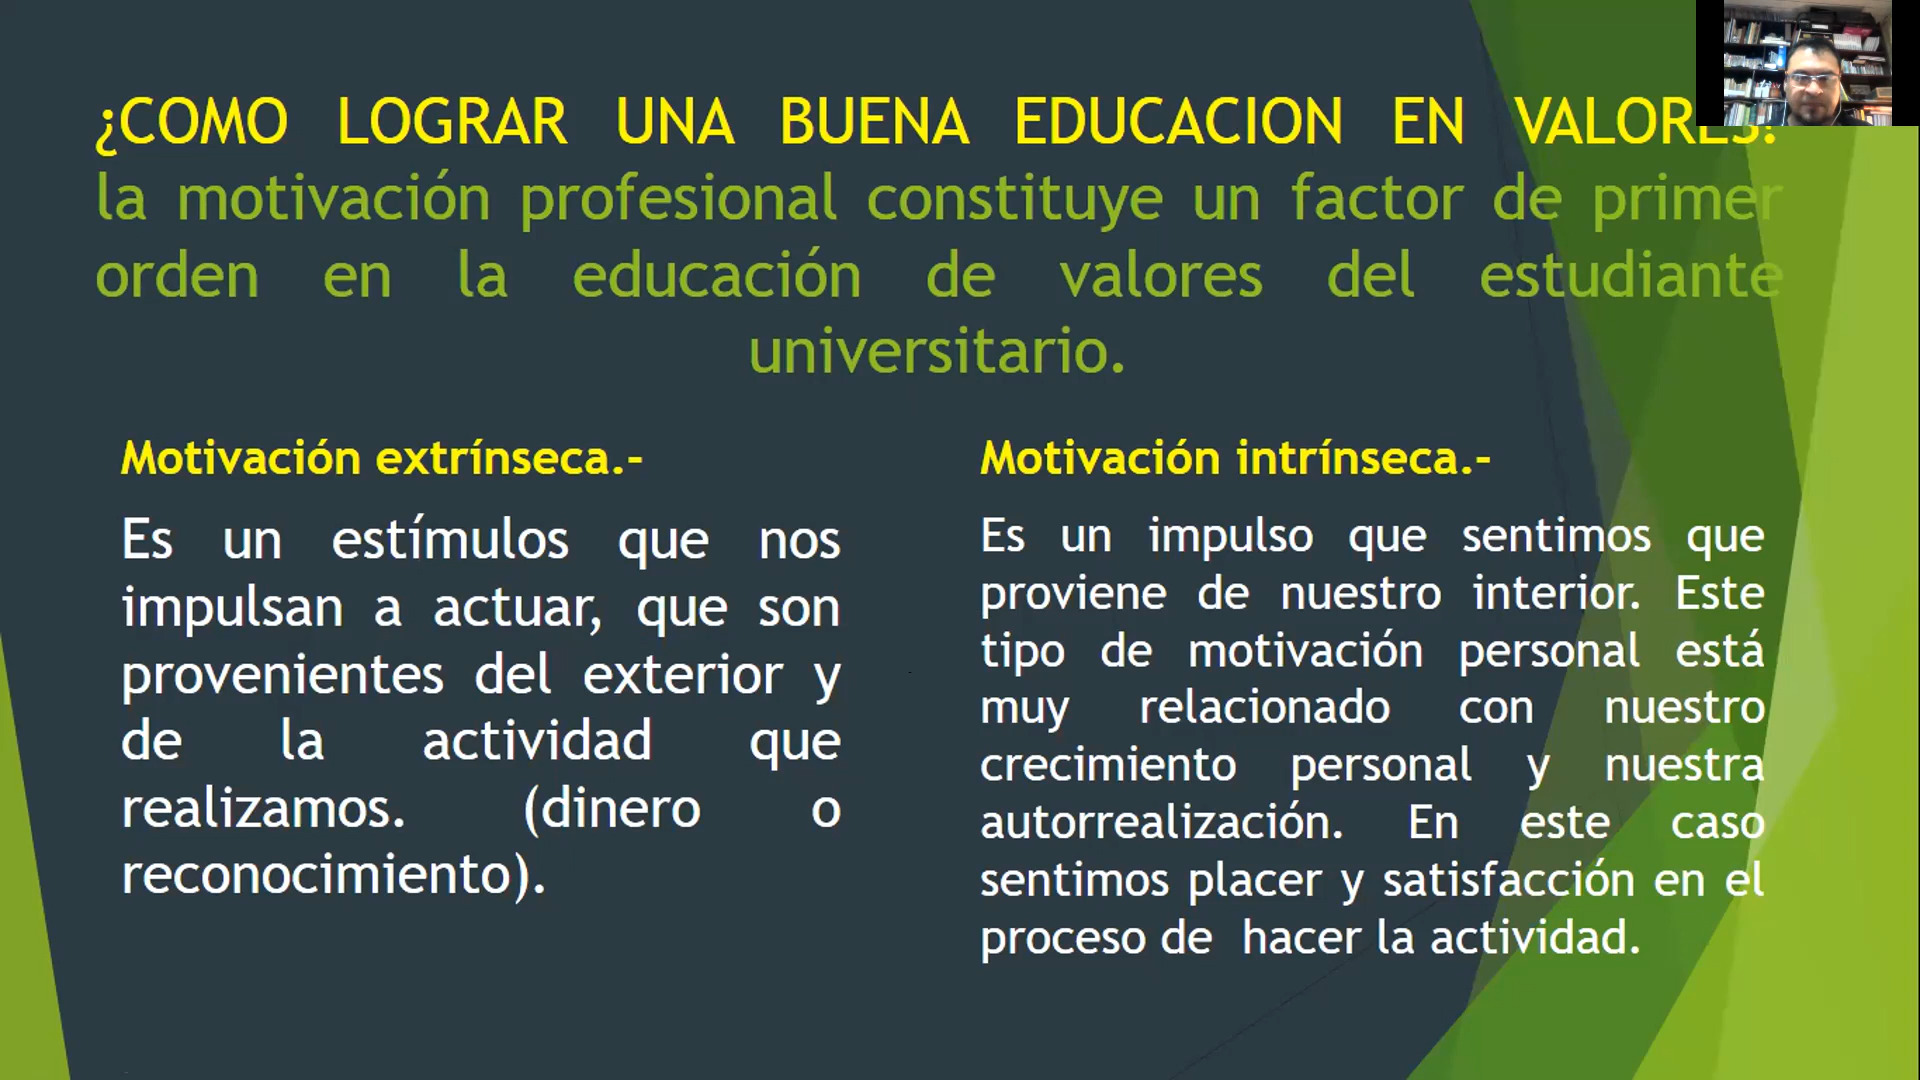 ¿COMO LOGRAR UNA BUENA EDUCACION EN VALORES?
la motivación profesional constituye un factor de primer
orden en la educación de valores del estudiante
universitario.
Motivación extrínseca.-
Es un estímulos que nos
impulsan a actuar, que son
provenientes del exterior y
de la actividad que
realizamos. (dinero o
reconocimiento).
Motivación intrínseca.-
Es un impulso que sentimos que
proviene de nuestro interior. Este
tipo de motivación personal está
muy relacionado con nuestro
crecimiento personal y nuestra
autorrealización. En este caso
sentimos placer y satisfacción en el
proceso de hacer la actividad.